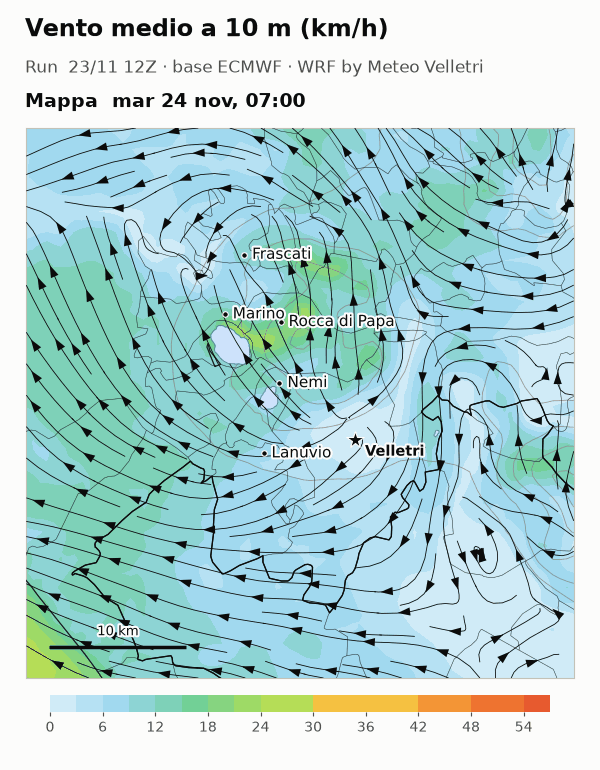 Vento medio a 10 m (km/h)
Run  23/11 12Z · base ECMWF · WRF by Meteo Velletri
Mappa  mar 24 nov, 07:00
Frascati
Marino
Rocca di Papa
Nemi
Velletri
Lanuvio
10 km
0 6 12 18 24 30 36 42 48 54